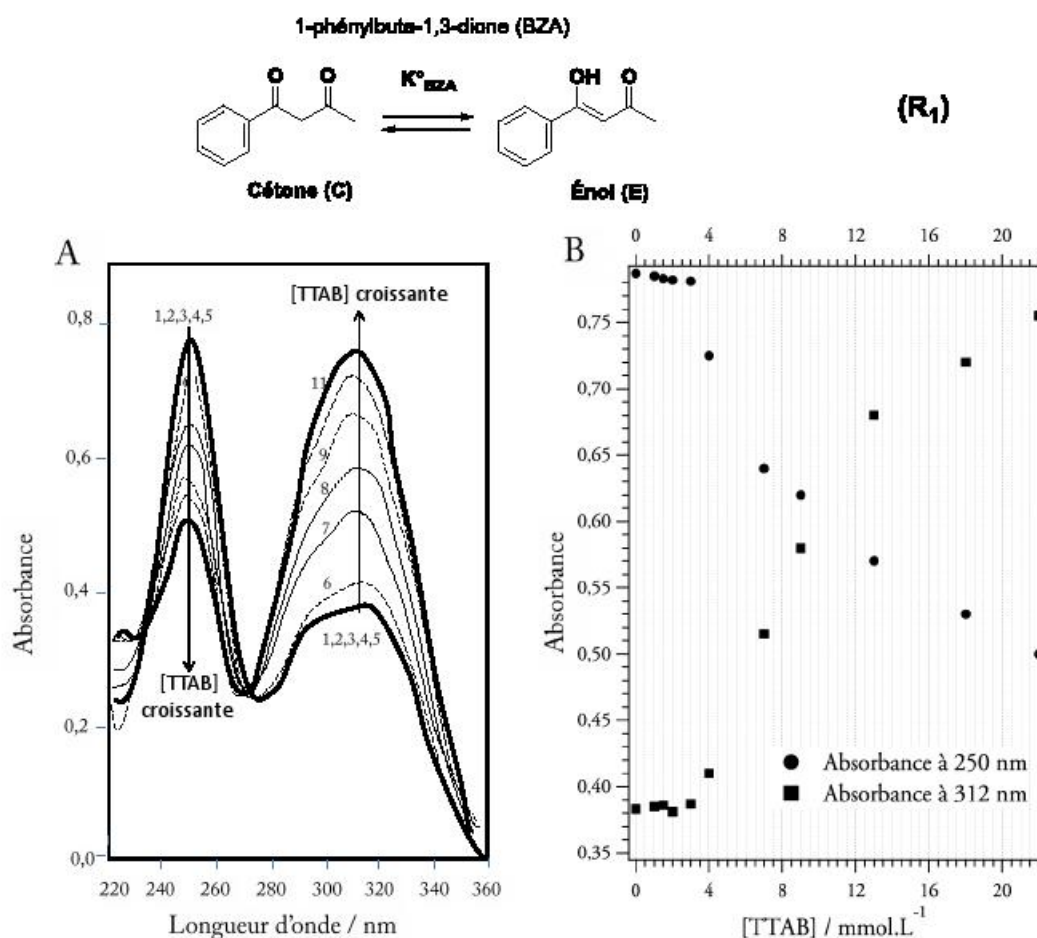 1-phénylbuta-1,3-dione (BZA)
O O
K°BZA
OH O
(R1)
Cétone (C)
Énol (E)
A
[TTAB] croissante
1,2,3,4,5
11
9
8
7
6
1,2,3,4,5
[TTAB]
croissante
0,8
0,6
0,4
0,2
0,0
Absorbance
220 240 260 280 300 320 340 360
Longueur d'onde / nm
B
0 4 8 12 16 20
0,75
0,70
0,65
0,60
0,55
0,50
0,45
0,40
0,35
Absorbance
Absorbance à 250 nm
Absorbance à 312 nm
0 4 8 12 16 20
[TTAB] / mmol.L-1